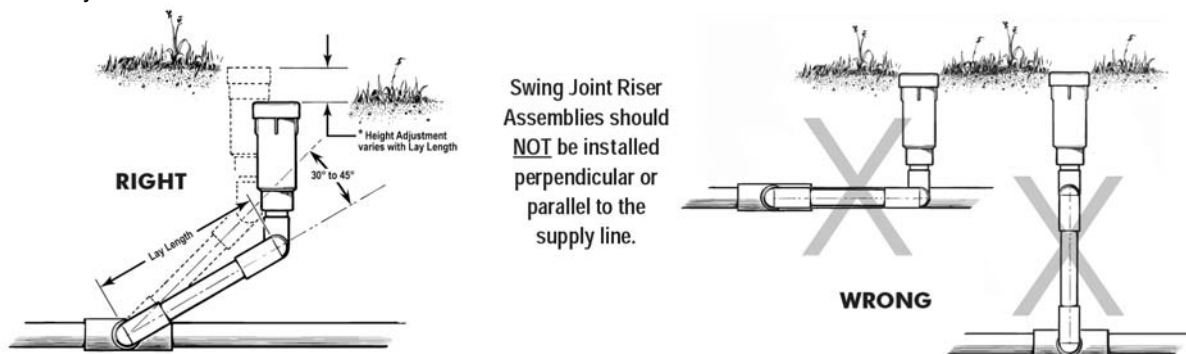 * Height Adjustment
varies with Lay Length
30° to 45°
RIGHT
Lay Length
Swing Joint Riser
Assemblies should
NOT be installed
perpendicular or
parallel to the
supply line.
WRONG